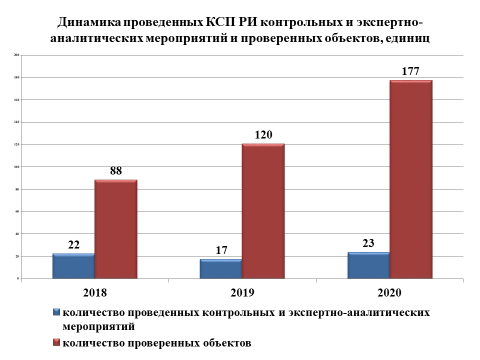 Динамика проведенных КСП РИ контрольных и экспертно-
аналитических мероприятий и проверенных объектов, единиц
177
120
88
22
17
23
2018
2019
2020
количество проведенных контрольных и экспертно-аналитических
мероприятий
количество проверенных объектов